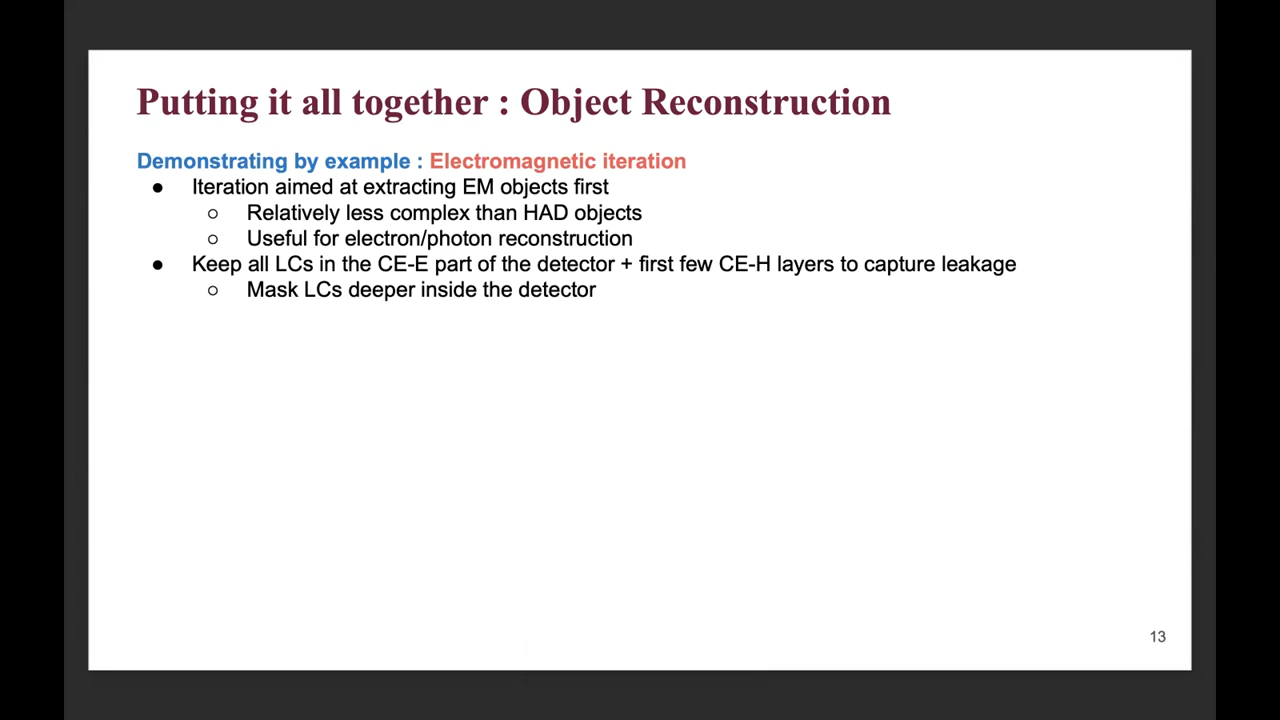 Putting it all together : Object Reconstruction
Demonstrating by example : Electromagnetic iteration
● Iteration aimed at extracting EM objects first
○ Relatively less complex than HAD objects
○ Useful for electron/photon reconstruction
● Keep all LCs in the CE-E part of the detector + first few CE-H layers to capture leakage
○ Mask LCs deeper inside the detector
13